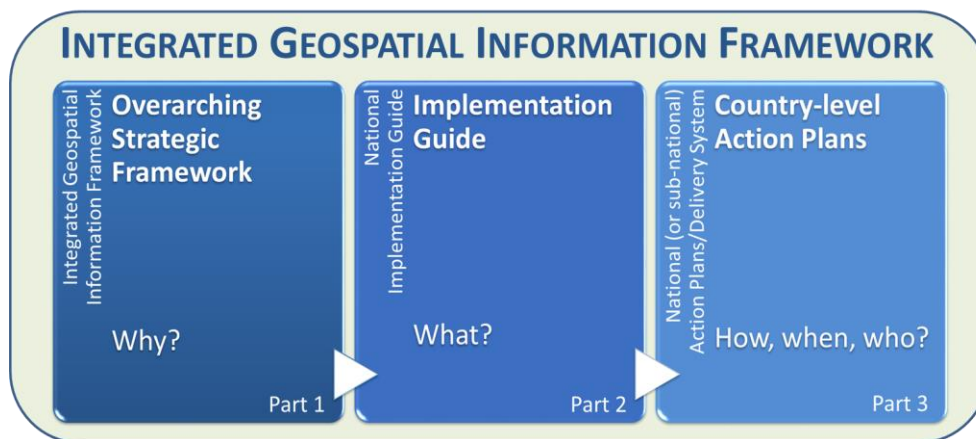 INTEGRATED GEOSPATIAL INFORMATION FRAMEWORK
Integrated Geospatial
Information Framework
Overarching
Strategic
Framework
Why?
Part 1
National
Implementation Guide
Implementation
Guide
What?
Part 2
National (or sub-national)
Action Plans/Delivery System
Country-level
Action Plans
How, when, who?
Part 3